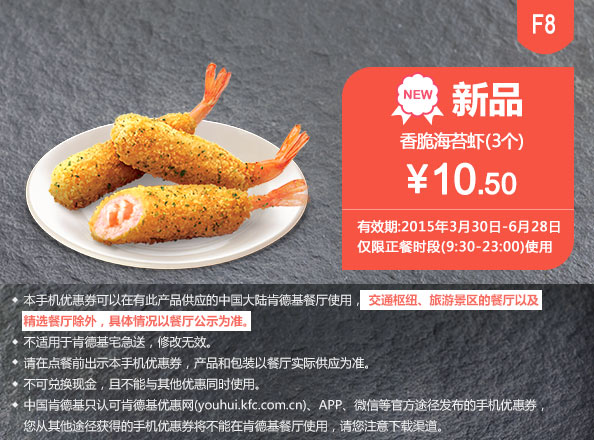 F8
NEW
新品
香脆海苔虾(3个)
¥10.50
有效期:2015年3月30日-6月28日
仅限正餐时段(9:30-23:00)使用
• 本手机优惠券可以在有此产品供应的中国大陆肯德基餐厅使用，交通枢纽、旅游景区的餐厅以及
精选餐厅除外，具体情况以餐厅公示为准。
• 不适用于肯德基宅急送，修改无效。
• 请在点餐前出示本手机优惠券，产品和包装以餐厅实际供应为准。
• 不可兑换现金，且不能与其他优惠同时使用。
• 中国肯德基只认可肯德基优惠网(youhui.kfc.com.cn)、APP、微信等官方途径发布的手机优惠券，
您从其他途径获得的手机优惠券将不能在肯德基餐厅使用，请您注意下载渠道。